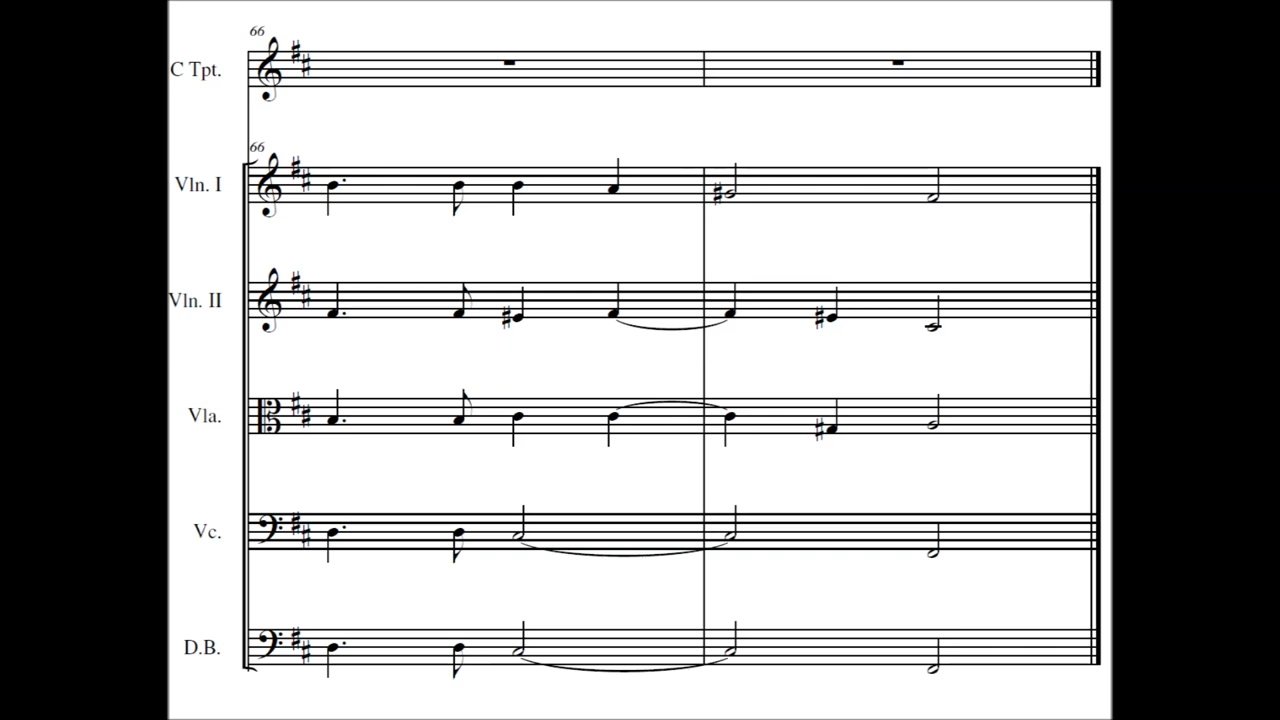 66
C Tpt.
66
Vln. I
Vln. II
Vla.
Vc.
D.B.